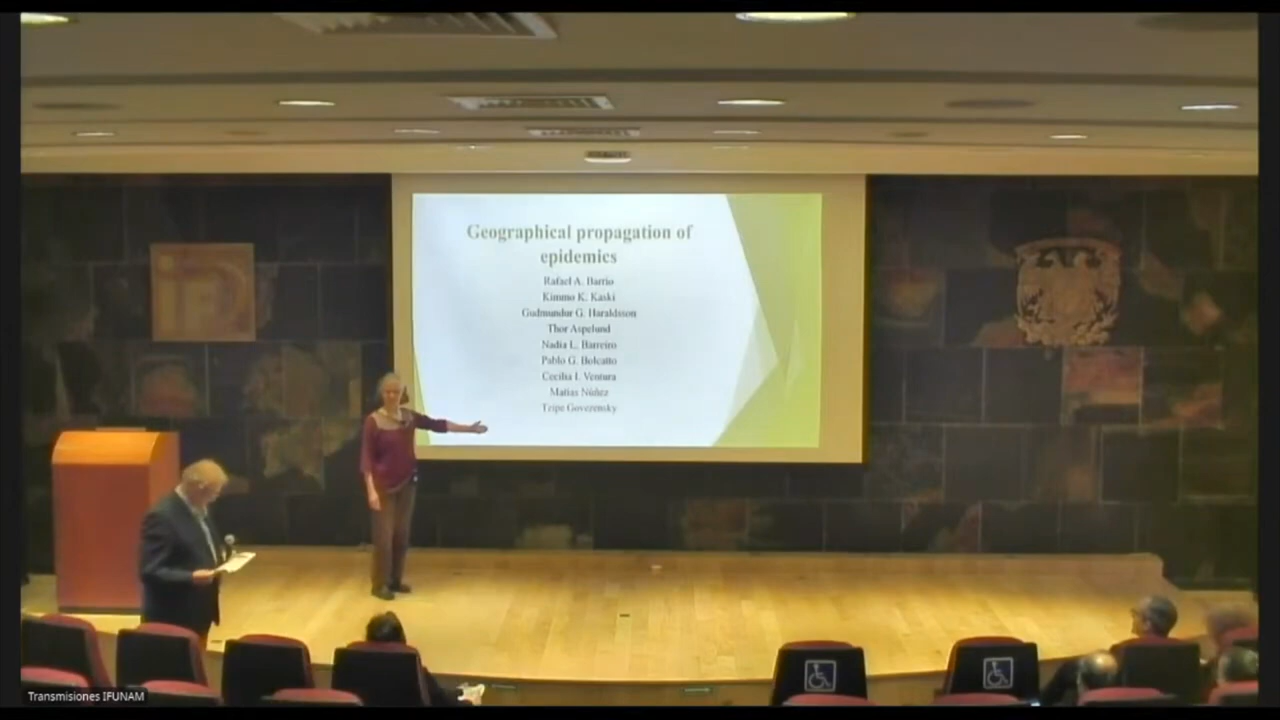 Geographical propagation of
epidemics
Rafael A. Barrio
Kimmo K. Kaski
Gudmundur G. Haraldsson
Thor Aspelund
Nadia L. Barreiro
Pablo G. Bolcatto
Cecilia I. Ventura
Matías Núñez
Tzipe Govezensky
Transmisiones IFUNAM